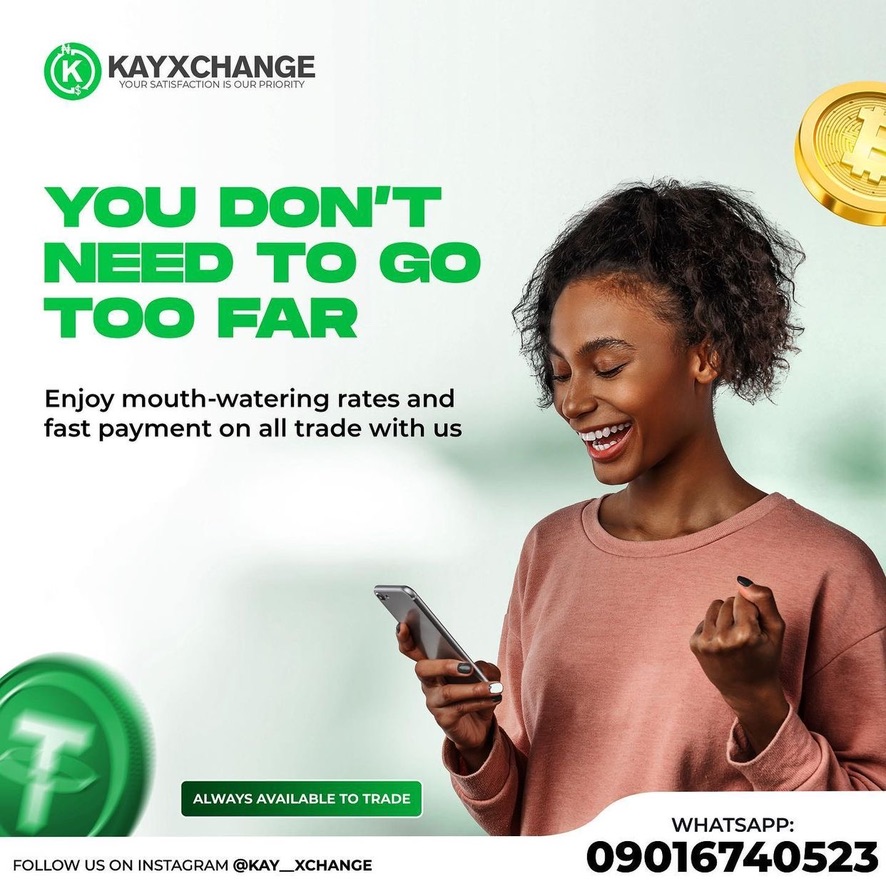 KAYXCHANGE
YOUR SATISFACTION IS OUR PRIORITY
YOU DON'T
NEED TO GO
TOO FAR
Enjoy mouth-watering rates and
fast payment on all trade with us
ALWAYS AVAILABLE TO TRADE
FOLLOW US ON INSTAGRAM @KAY__XCHANGE
WHATSAPP:
09016740523